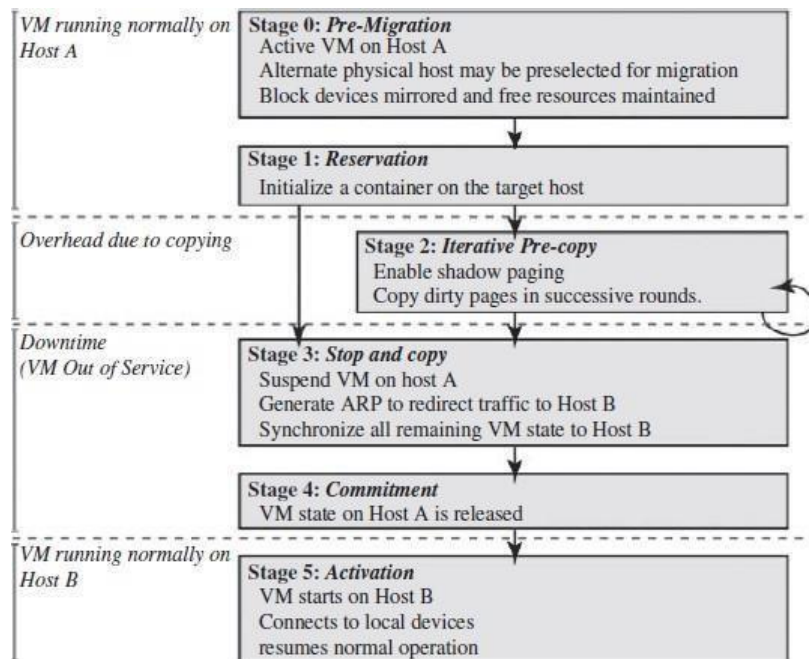 VM running normally on
Host A
Stage 0: Pre-Migration
Active VM on Host A
Alternate physical host may be preselected for migration
Block devices mirrored and free resources maintained
Stage 1: Reservation
Initialize a container on the target host
Overhead due to copying
Stage 2: Iterative Pre-copy
Enable shadow paging
Copy dirty pages in successive rounds.
Downtime
(VM Out of Service)
Stage 3: Stop and copy
Suspend VM on host A
Generate ARP to redirect traffic to Host B
Synchronize all remaining VM state to Host B
Stage 4: Commitment
VM state on Host A is released
VM running normally on
Host B
Stage 5: Activation
VM starts on Host B
Connects to local devices
resumes normal operation